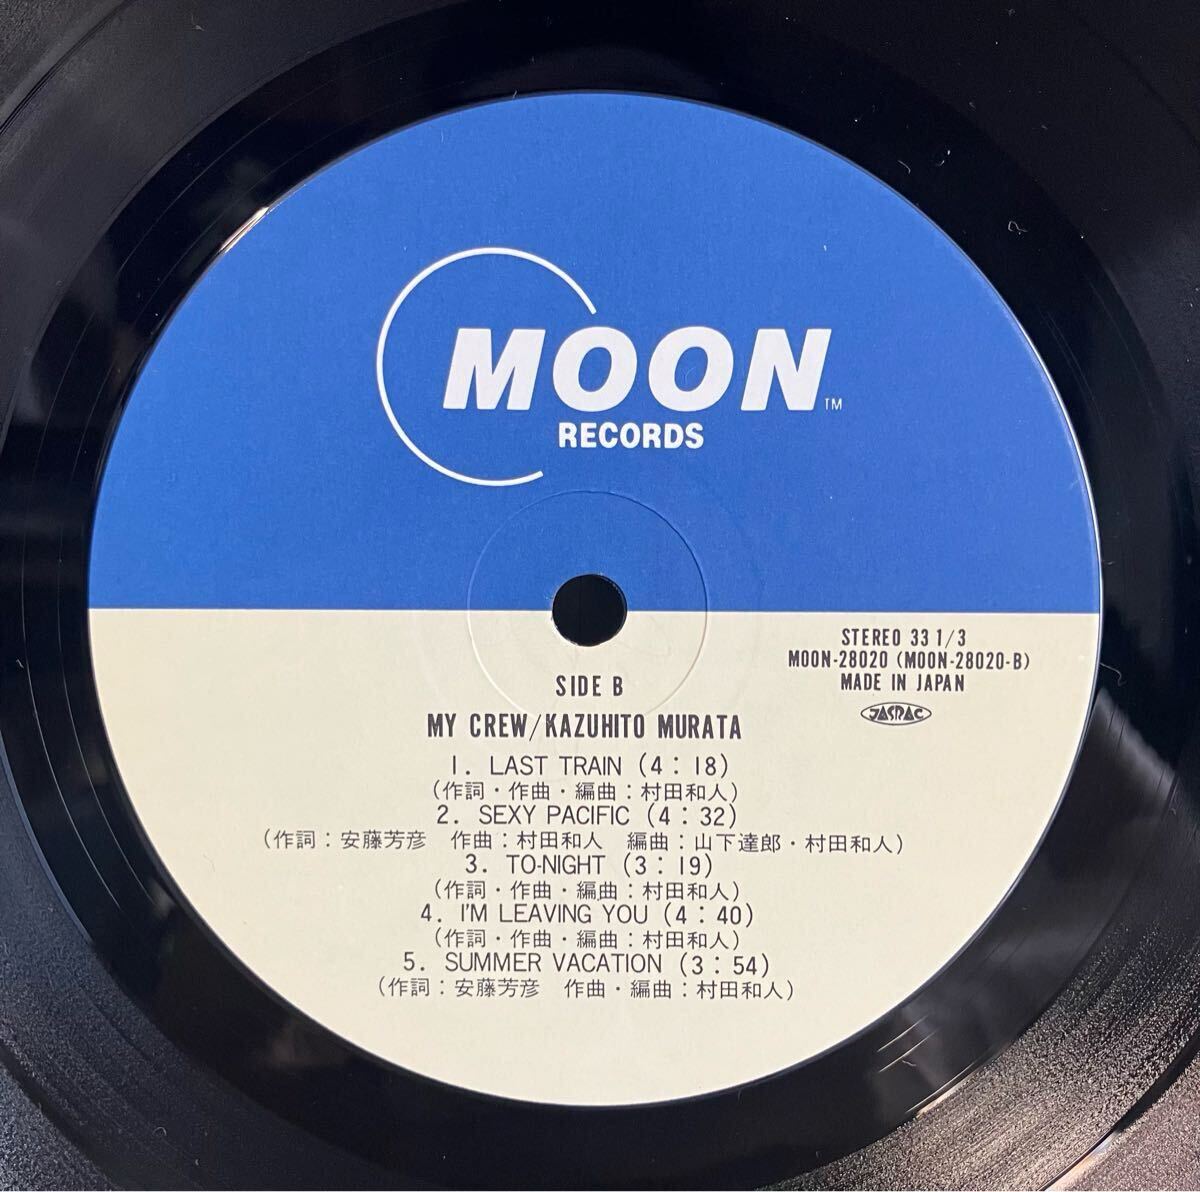 MOON TM
RECORDS
STEREO 33 1/3
MOON-28020 (MOON-28020-B)
MADE IN JAPAN
JASRAC
SIDE B
MY CREW/KAZUHITO MURATA
1. LAST TRAIN (4:18)
(作詞・作曲・編曲:村田和人)
2. SEXY PACIFIC (4:32)
(作詞:安藤芳彦 作曲:村田和人 編曲:山下達郎・村田和人)
3. TO-NIGHT (3:19)
(作詞・作曲・編曲:村田和人)
4. I'M LEAVING YOU (4:40)
(作詞・作曲・編曲:村田和人)
5. SUMMER VACATION (3:54)
(作詞:安藤芳彦 作曲・編曲:村田和人)